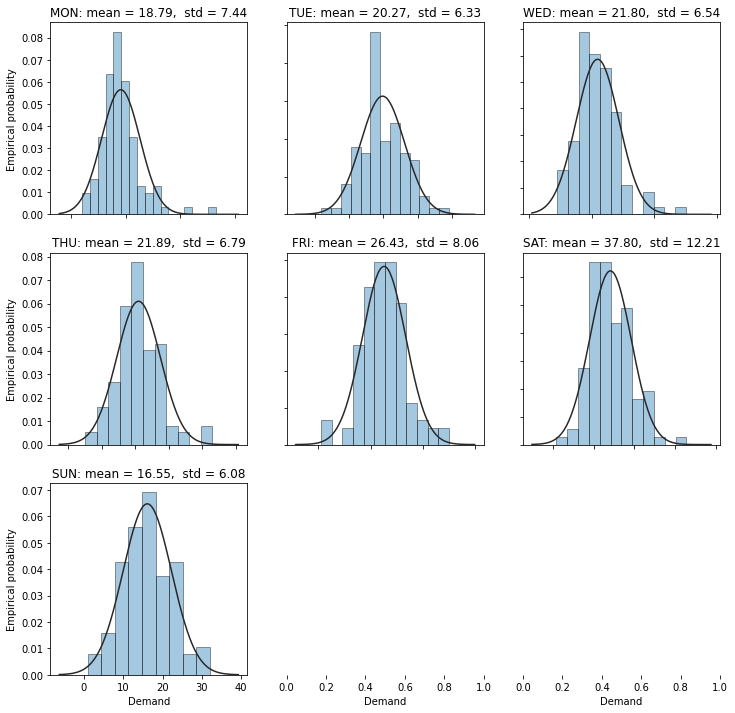 MON: mean = 18.79,  std = 7.44
TUE: mean = 20.27,  std = 6.33
WED: mean = 21.80,  std = 6.54
Empirical probability
0.08
0.07
0.06
0.05
0.04
0.03
0.02
0.01
0.00
THU: mean = 21.89,  std = 6.79
FRI: mean = 26.43,  std = 8.06
SAT: mean = 37.80,  std = 12.21
Empirical probability
0.08
0.07
0.06
0.05
0.04
0.03
0.02
0.01
0.00
SUN: mean = 16.55,  std = 6.08
Empirical probability
0.07
0.06
0.05
0.04
0.03
0.02
0.01
0.00
0 10 20 30 40
0.0 0.2 0.4 0.6 0.8 1.0
0.0 0.2 0.4 0.6 0.8 1.0
Demand
Demand
Demand